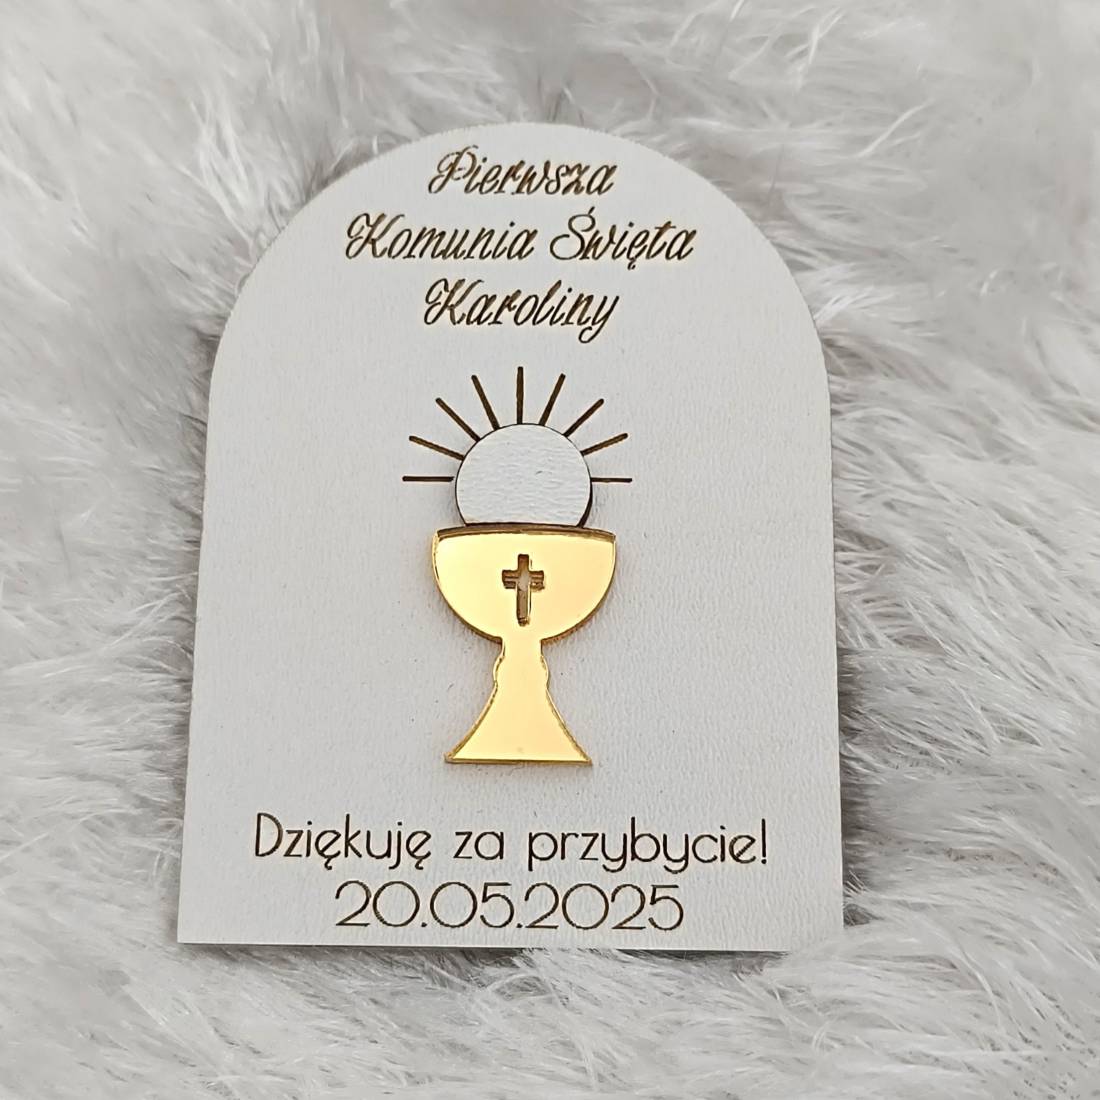 Pierwsza
Komunia Święta
Karoliny
Dziękuję za przybycie!
20.05.2025